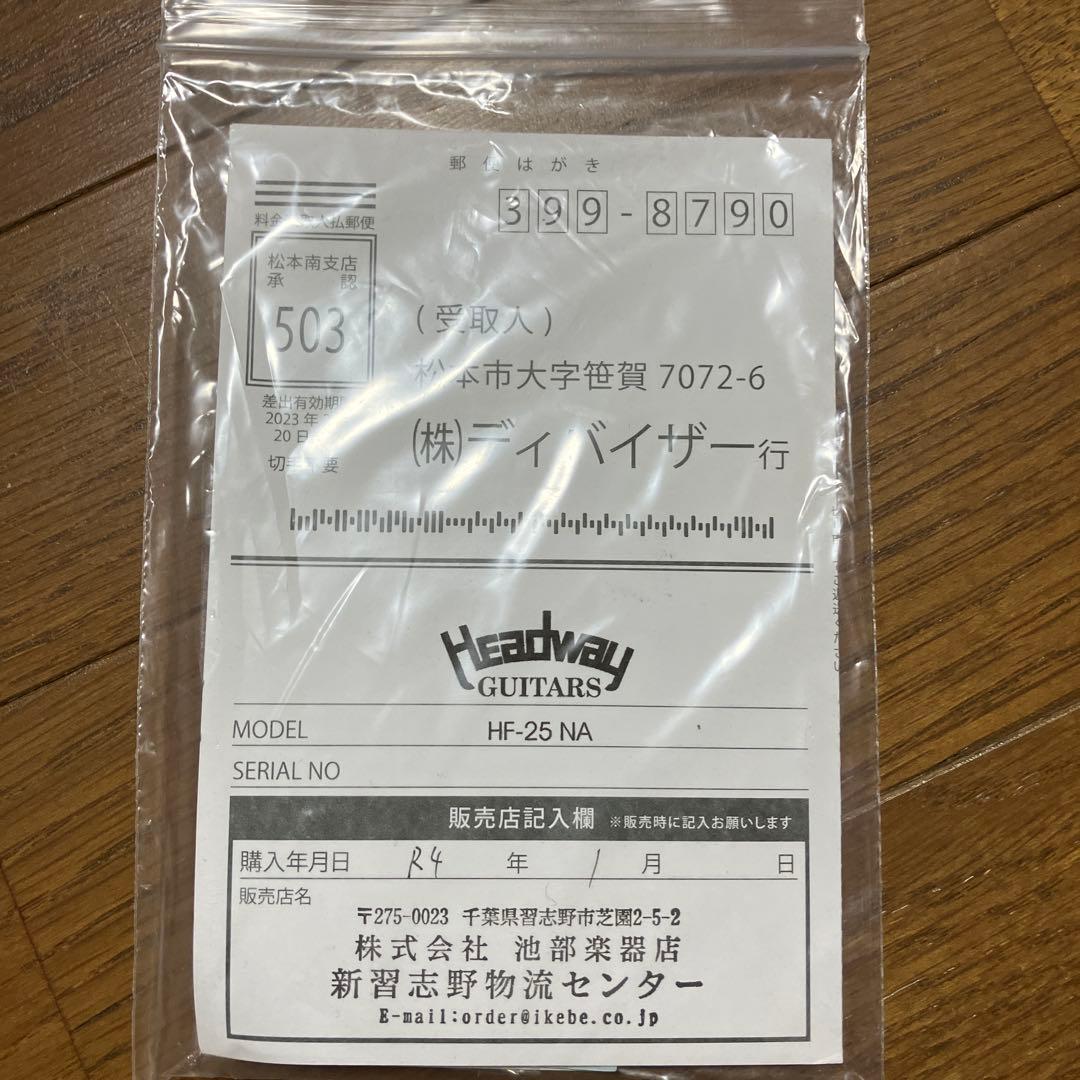 郵便はがき
399-8790
料金 取人払郵便
松本南支店
承認
503
差出有効期
2023年
20日
切手不要
(受取人)
松本市大字笹賀 7072-6
(株)ディバイザー行
Headway
GUITARS
MODEL HF-25 NA
SERIAL NO
販売店記入欄 ※販売時に記入お願いします
購入年月日 R4 年 1 月 日
販売店名
〒275-0023 千葉県習志野市芝園2-5-2
株式会社 池部楽器店
新習志野物流センター
E-mail:order@ikebe.co.jp